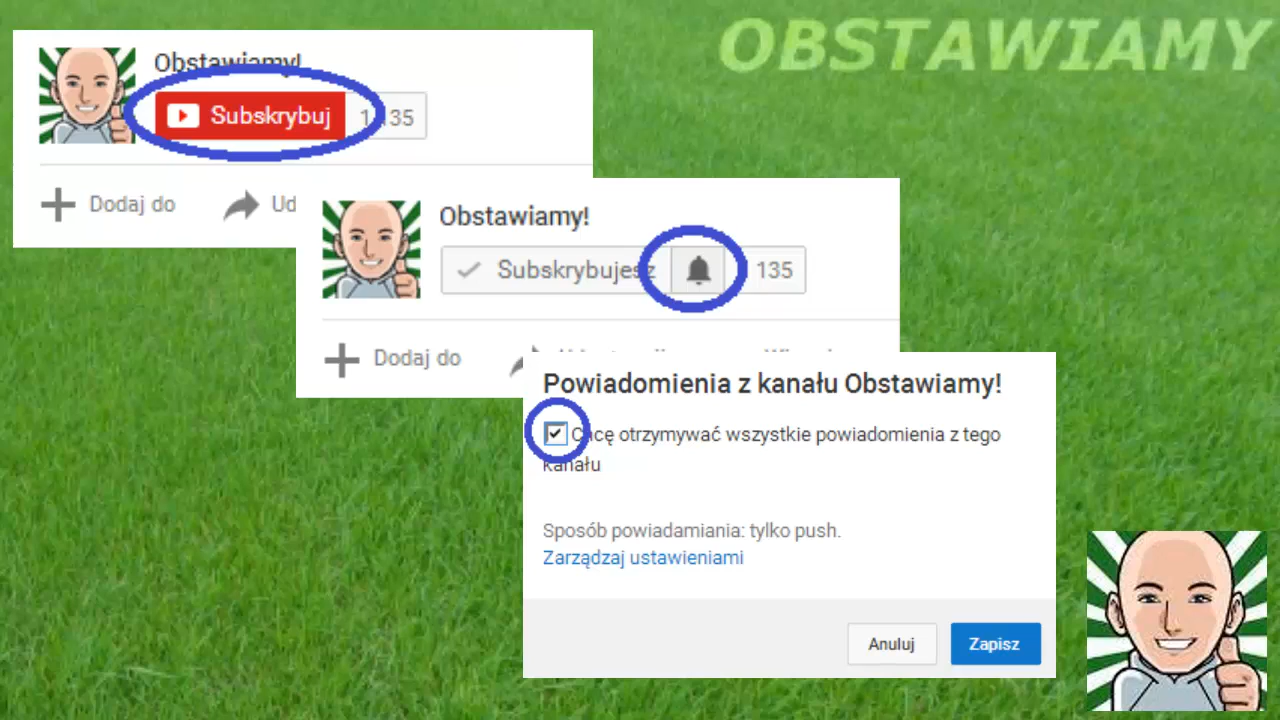 OBSTAWIAMY
Obstawiamy!
Subskrybuj
Dodaj do
Obstawiamy!
Subskrybujesz
135
Dodaj do
Powiadomienia z kanału Obstawiamy!
Chcę otrzymywać wszystkie powiadomienia z tego
kanału
Sposób powiadamiania: tylko push.
Zarządzaj ustawieniami
Anuluj
Zapisz